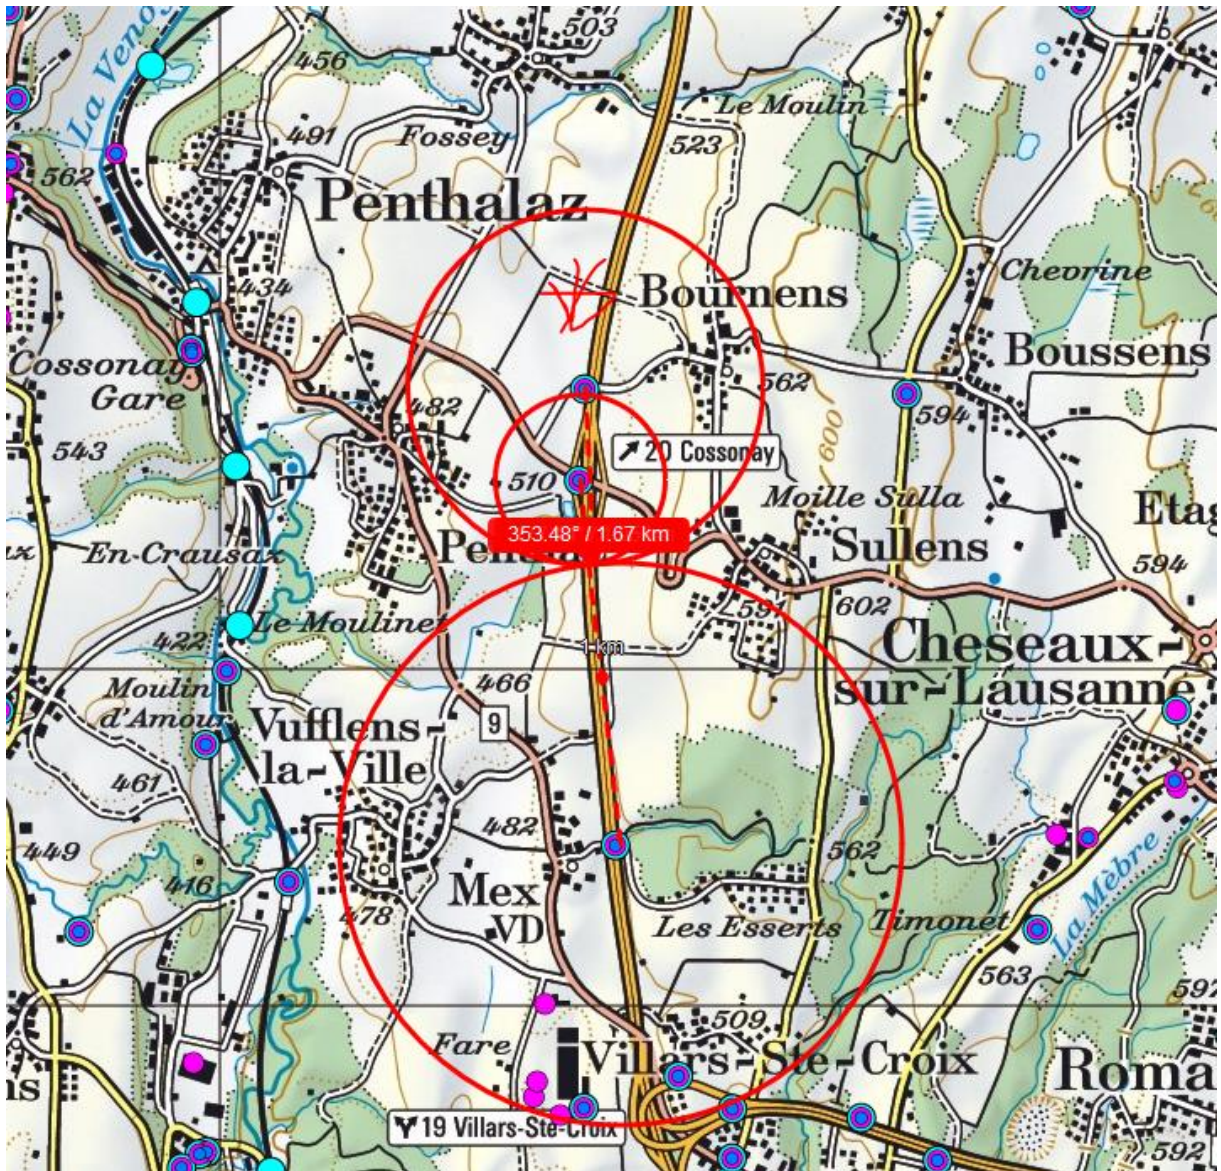 La Venog
503
456
Le Moulin
491
Fossey
523
562
Penthalaz
Chevrine
434
Bournens
Cossonay
Gare
562
Boussens
482
594
600
543
20 Cossonay
510
Moille Sulla
Etag
353.48° / 1.67 km
En Crausaz
Sullens
594
591
602
Le Moulinet
422
1 km
Cheseaux-
sur-Lausanne
Moulin
d'Amour
466
9
Vufflens-
la-Ville
461
482
449
562
416
Mex
VD
478
Les Esserts
Timonet
La Mèbre
563
592
509
Fare
Villars-Ste-Croix
Roma
ns
19 Villars-Ste-Croix
592